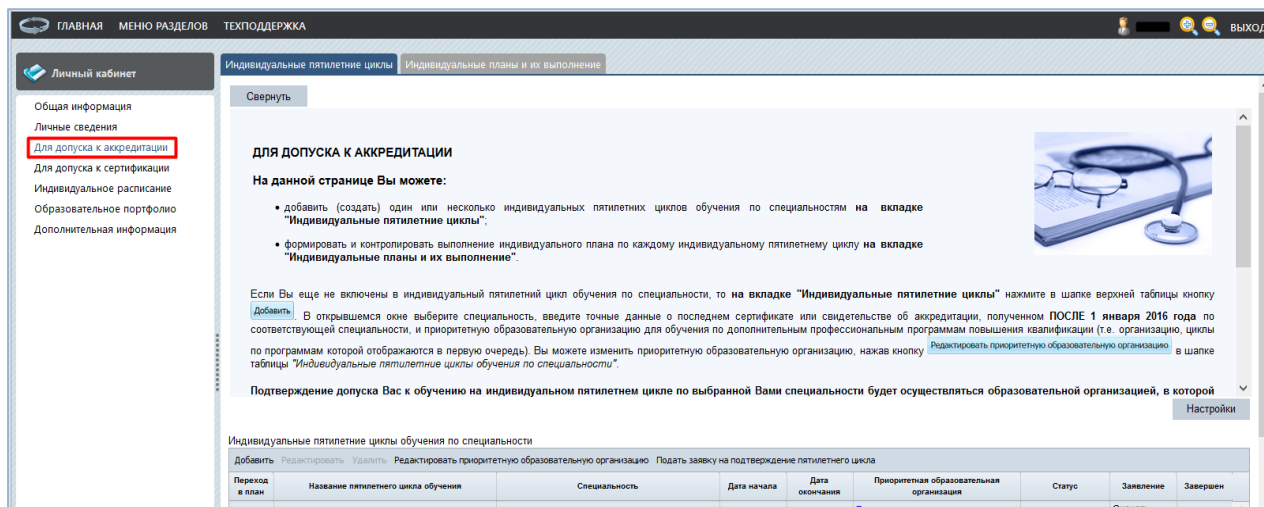 ГЛАВНАЯ МЕНЮ РАЗДЕЛОВ ТЕХПОДДЕРЖКА ВЫХОД
Личный кабинет
Общая информация
Личные сведения
Для допуска к аккредитации
Для допуска к сертификации
Индивидуальное расписание
Образовательное портфолио
Дополнительная информация
Индивидуальные пятилетние циклы Индивидуальные планы и их выполнение
Свернуть
ДЛЯ ДОПУСКА К АККРЕДИТАЦИИ
На данной странице Вы можете:
• добавить (создать) один или несколько индивидуальных пятилетних циклов обучения по специальностям на вкладке
"Индивидуальные пятилетние циклы";
• формировать и контролировать выполнение индивидуального плана по каждому индивидуальному пятилетнему циклу на вкладке
"Индивидуальные планы и их выполнение".
Если Вы еще не включены в индивидуальный пятилетний цикл обучения по специальности, то на вкладке "Индивидуальные пятилетние циклы" нажмите в шапке верхней таблицы кнопку
Добавить. В открывшемся окне выберите специальность, введите точные данные о последнем сертификате или свидетельстве об аккредитации, полученном ПОСЛЕ 1 января 2016 года по
соответствующей специальности, и приоритетную образовательную организацию для обучения по дополнительным профессиональным программам повышения квалификации (т.е. организацию, циклы
по программам которой отображаются в первую очередь). Вы можете изменить приоритетную образовательную организацию, нажав кнопку Редактировать приоритетную образовательную организацию в шапке
таблицы "Индивидуальные пятилетние циклы обучения по специальности".
Подтверждение допуска Вас к обучению на индивидуальном пятилетнем цикле по выбранной Вами специальности будет осуществляться образовательной организацией, в которой
Настройки
Индивидуальные пятилетние циклы обучения по специальности
Добавить Редактировать Удалить Редактировать приоритетную образовательную организацию Подать заявку на подтверждение пятилетнего цикла
Переход в план Название пятилетнего цикла обучения Специальность Дата начала Дата окончания Приоритетная образовательная организация Статус Заявление Завершен